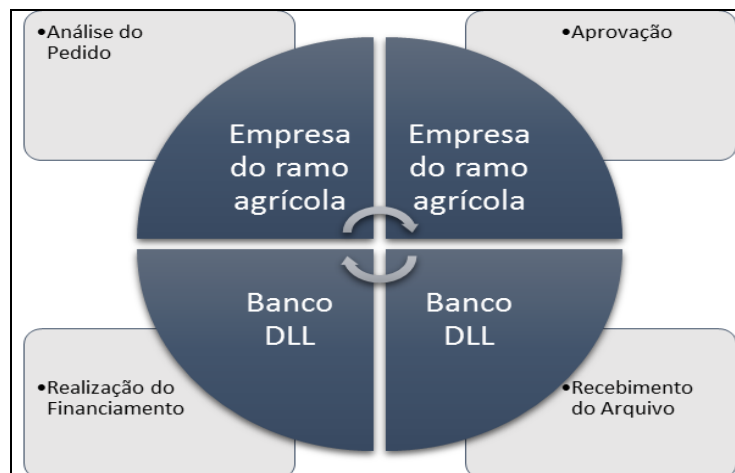 •Análise do
Pedido
•Aprovação
Empresa
do ramo
agrícola
Empresa
do ramo
agrícola
Banco
DLL
Banco
DLL
•Realização do
Financiamento
•Recebimento
do Arquivo